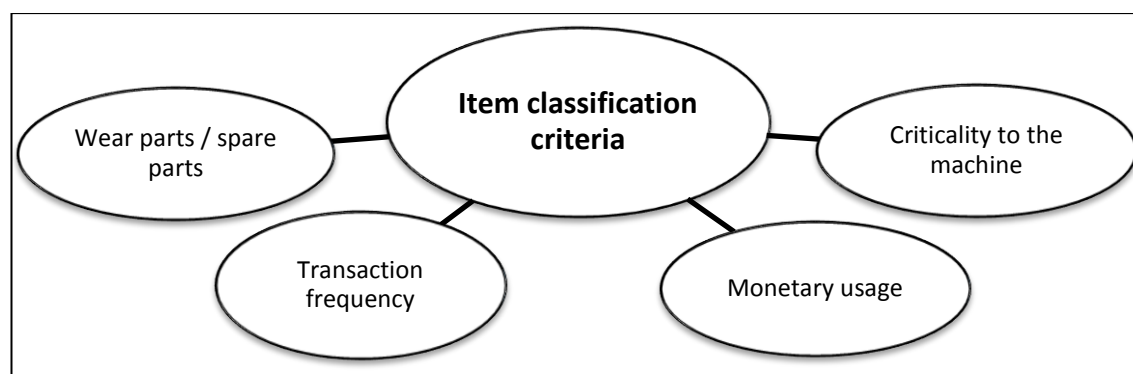 Item classification
criteria
Wear parts / spare
parts
Criticality to the
machine
Transaction
frequency
Monetary usage